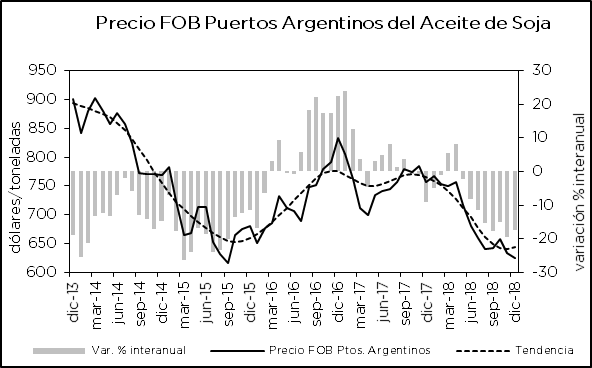 Precio FOB Puertos Argentinos del Aceite de Soja
950
900
850
800
750
700
650
600
dólares/toneladas
30
20
10
0
-10
-20
-30
variación % interanual
dic-13
mar-14
jun-14
sep-14
dic-14
mar-15
jun-15
sep-15
dic-15
mar-16
jun-16
sep-16
dic-16
mar-17
jun-17
sep-17
dic-17
mar-18
jun-18
sep-18
dic-18
Var. % interanual
Precio FOB Ptos. Argentinos
Tendencia